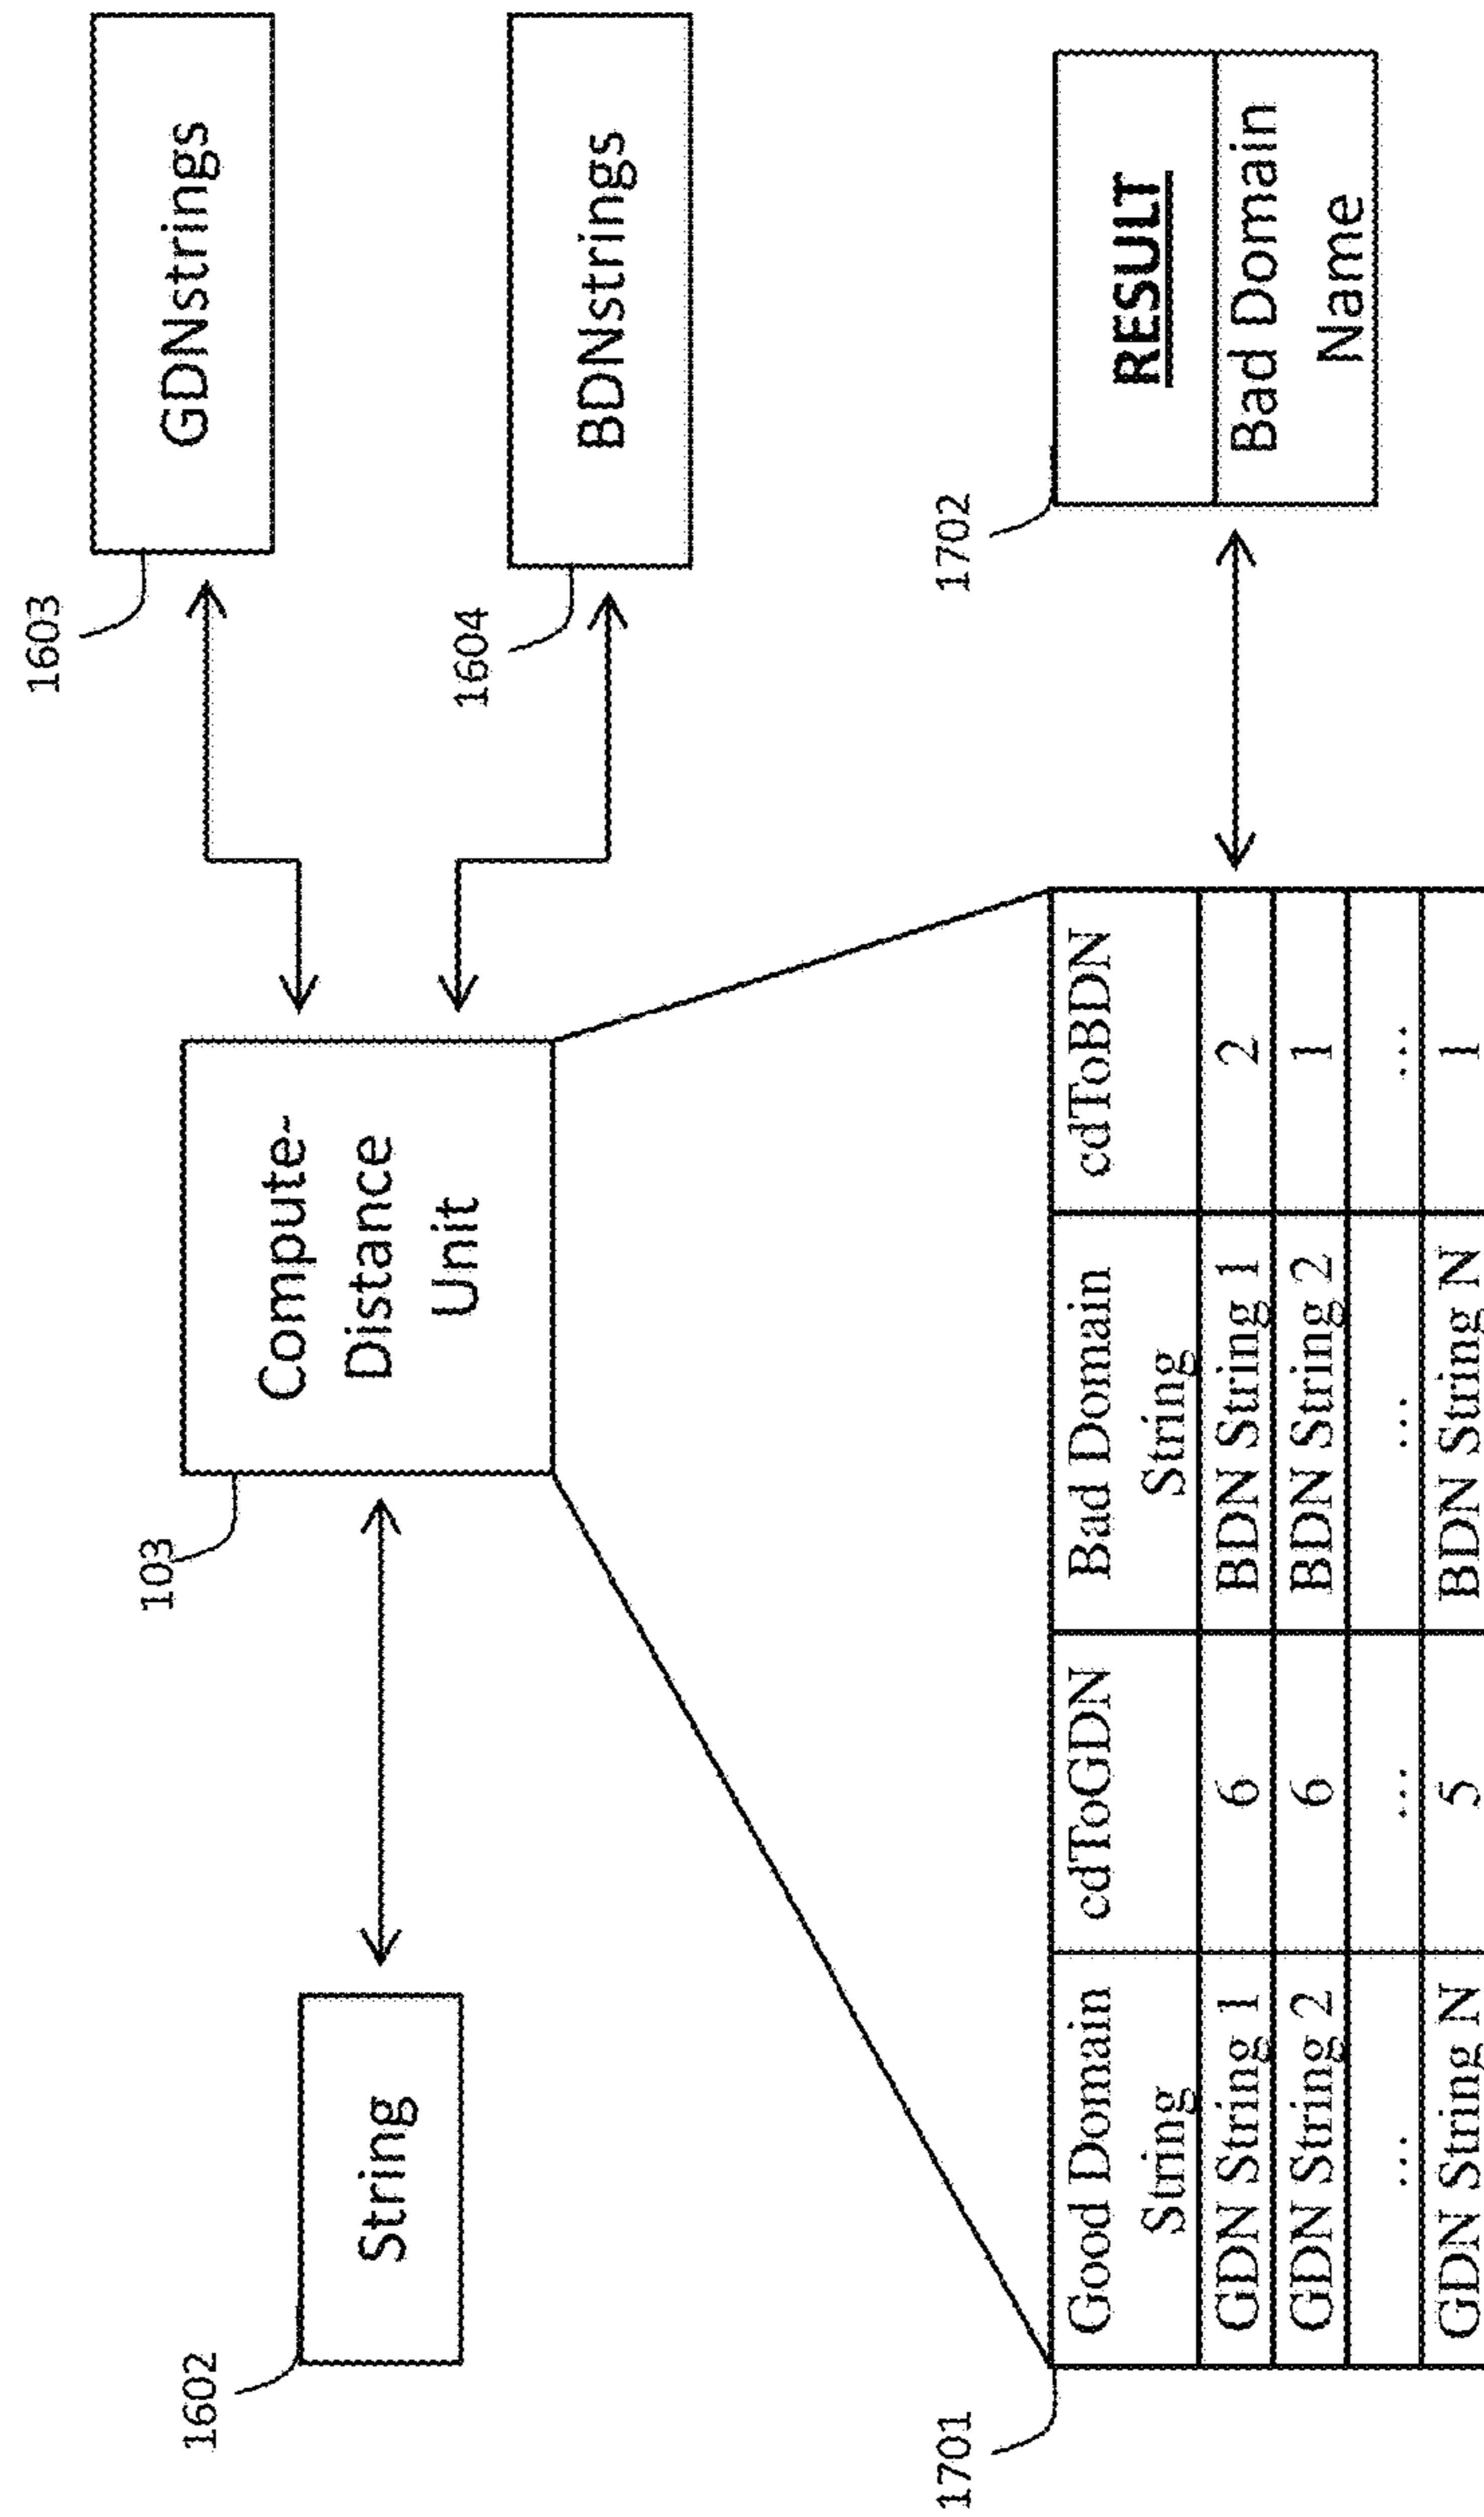 1603
GDNstrings
1602
String
103
Compute-
Distance
Unit
1604
BDNstrings
1701
Good Domain
String
cdToGDN
Bad Domain
String
cdToBDN
GDN String 1
6
BDN String 1
2
GDN String 2
6
BDN String 2
1
...
...
...
...
GDN String N
5
BDN String N
1
1702
RESULT
Bad Domain
Name